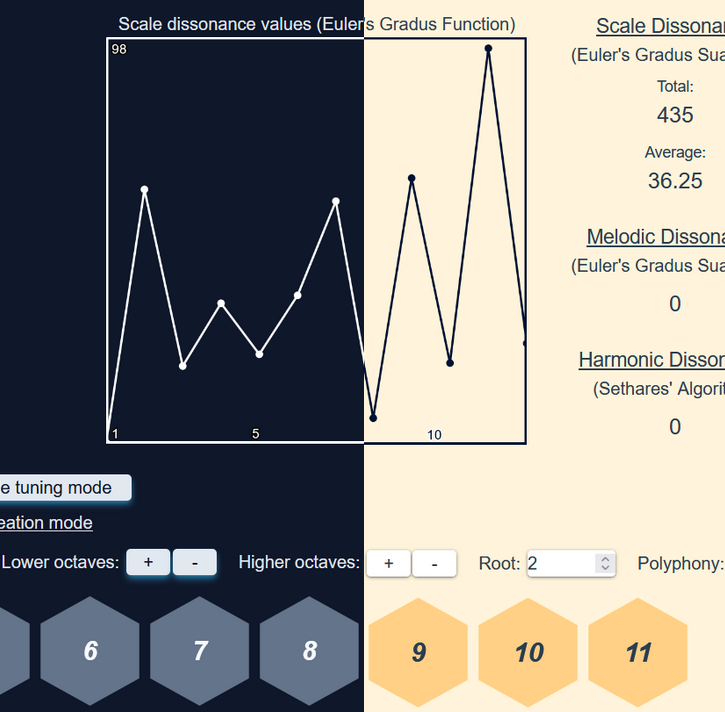 Scale dissonance values (Euler's Gradus Function)
98
1
5
10
Scale Dissonan
(Euler's Gradus Sua
Total:
435
Average:
36.25
Melodic Dissona
(Euler's Gradus Sua
0
Harmonic Dissor
(Sethares' Algorit
0
e tuning mode
eation mode
Lower octaves: + - Higher octaves: + - Root: 2 Polyphony:
6 7 8 9 10 11